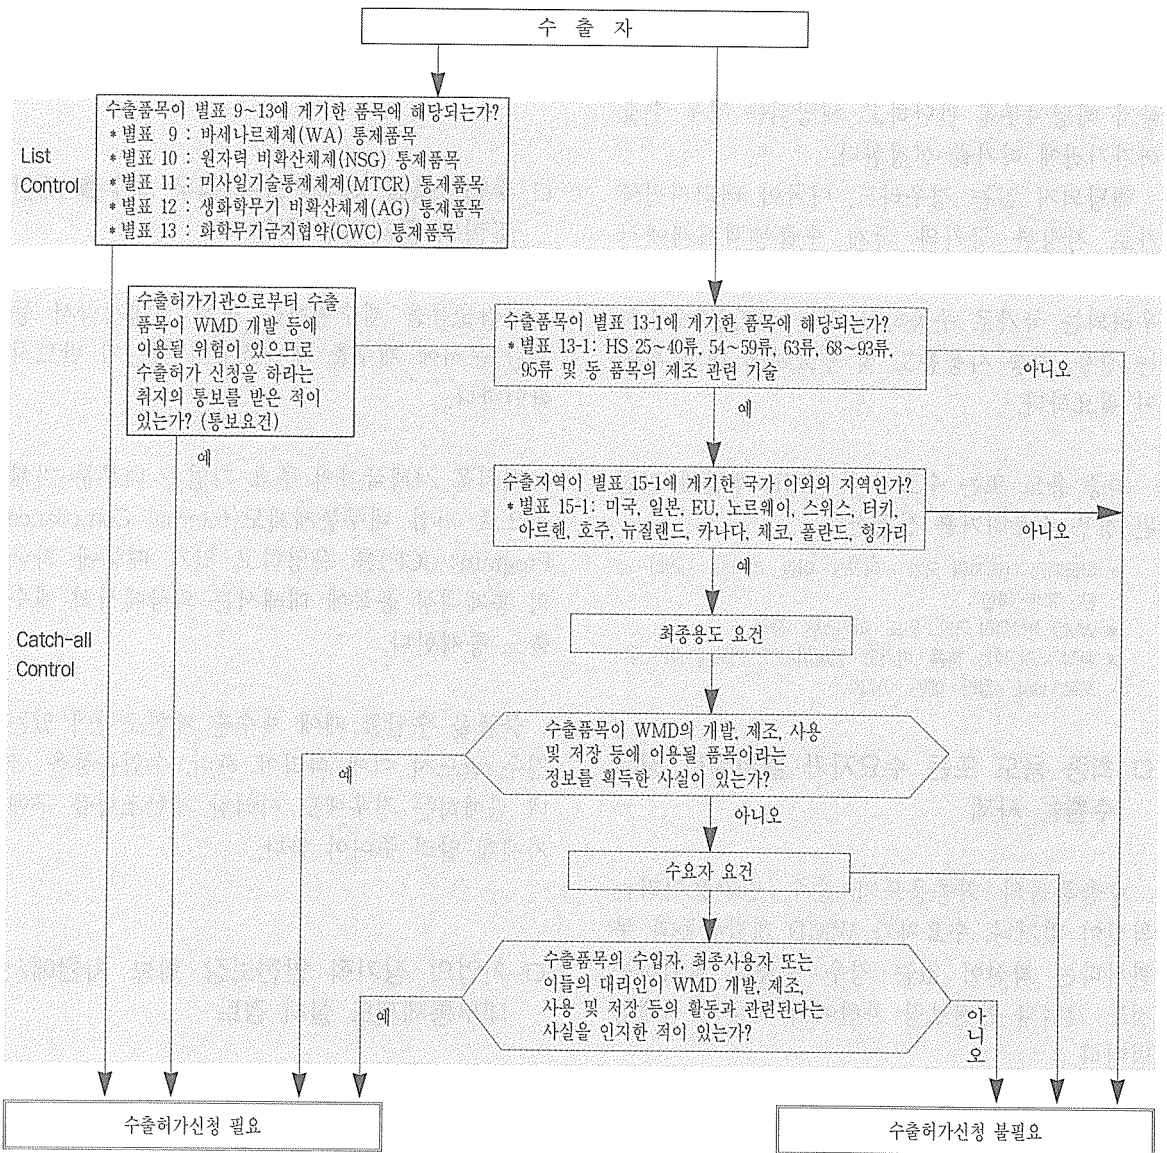 수 출 자
List
Control
수출품목이 별표 9~13에 게기한 품목에 해당되는가?
* 별표 9 : 바세나르체제(WA) 통제품목
* 별표 10 : 원자력 비확산체제(NSG) 통제품목
* 별표 11 : 미사일기술통제체제(MTCR) 통제품목
* 별표 12 : 생화학무기 비확산체제(AG) 통제품목
* 별표 13 : 화학무기금지협약(CWC) 통제품목
수출허가기관으로부터 수출
품목이 WMD 개발 등에
이용될 위험이 있으므로
수출허가 신청을 하라는
취지의 통보를 받은 적이
있는가? (통보요건)
예
수출품목이 별표 13-1에 게기한 품목에 해당되는가?
* 별표 13-1: HS 25~40류, 54~59류, 63류, 68~93류,
95류 및 동 품목의 제조 관련 기술
아니오
예
수출지역이 별표 15-1에 게기한 국가 이외의 지역인가?
* 별표 15-1: 미국, 일본, EU, 노르웨이, 스위스, 터키,
아르헨, 호주, 뉴질랜드, 카나다, 체코, 폴란드, 헝가리
아니오
예
Catch-all
Control
최종용도 요건
수출품목이 WMD의 개발, 제조, 사용
및 저장 등에 이용될 품목이라는
정보를 획득한 사실이 있는가?
예
아니오
수요자 요건
수출품목의 수입자, 최종사용자 또는
이들의 대리인이 WMD 개발, 제조,
사용 및 저장 등의 활동과 관련된다는
사실을 인지한 적이 있는가?
예
아니오
수출허가신청 필요
수출허가신청 불필요